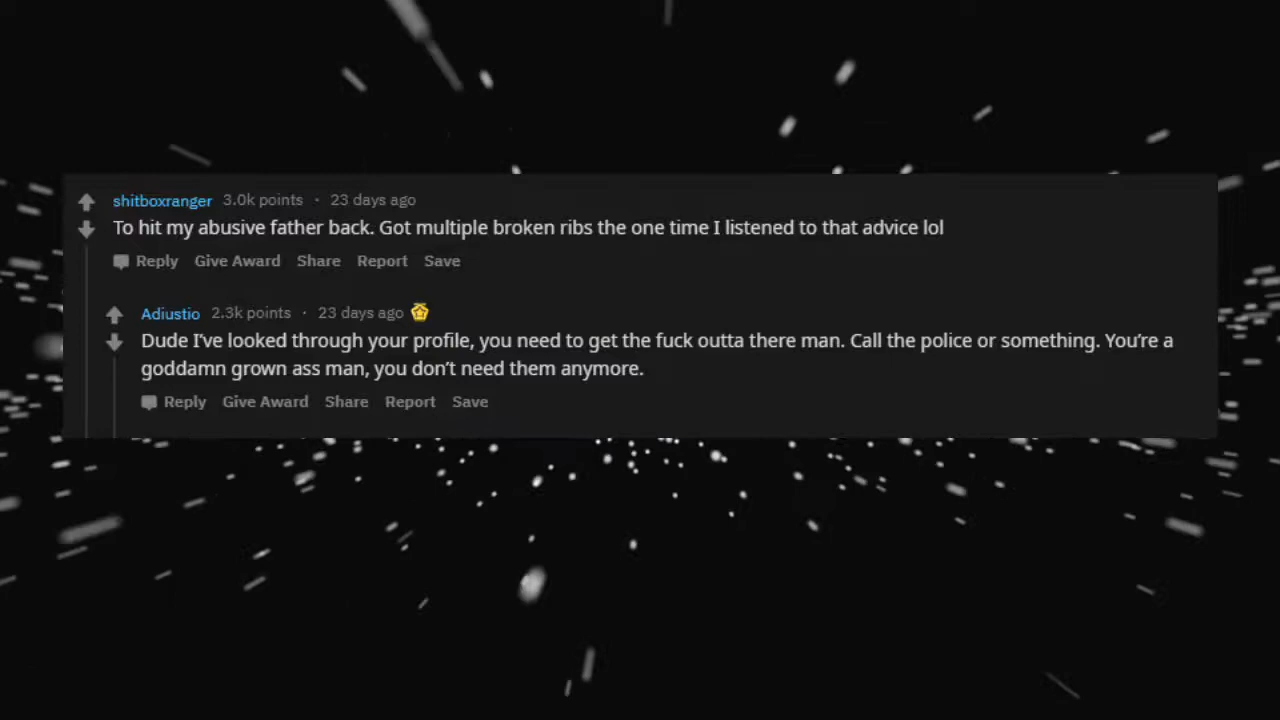 shitboxranger 3.0k points · 23 days ago
To hit my abusive father back. Got multiple broken ribs the one time I listened to that advice lol
Reply Give Award Share Report Save
Adiustio 2.3k points · 23 days ago
Dude I've looked through your profile, you need to get the fuck outta there man. Call the police or something. You're a
goddamn grown ass man, you don't need them anymore.
Reply Give Award Share Report Save